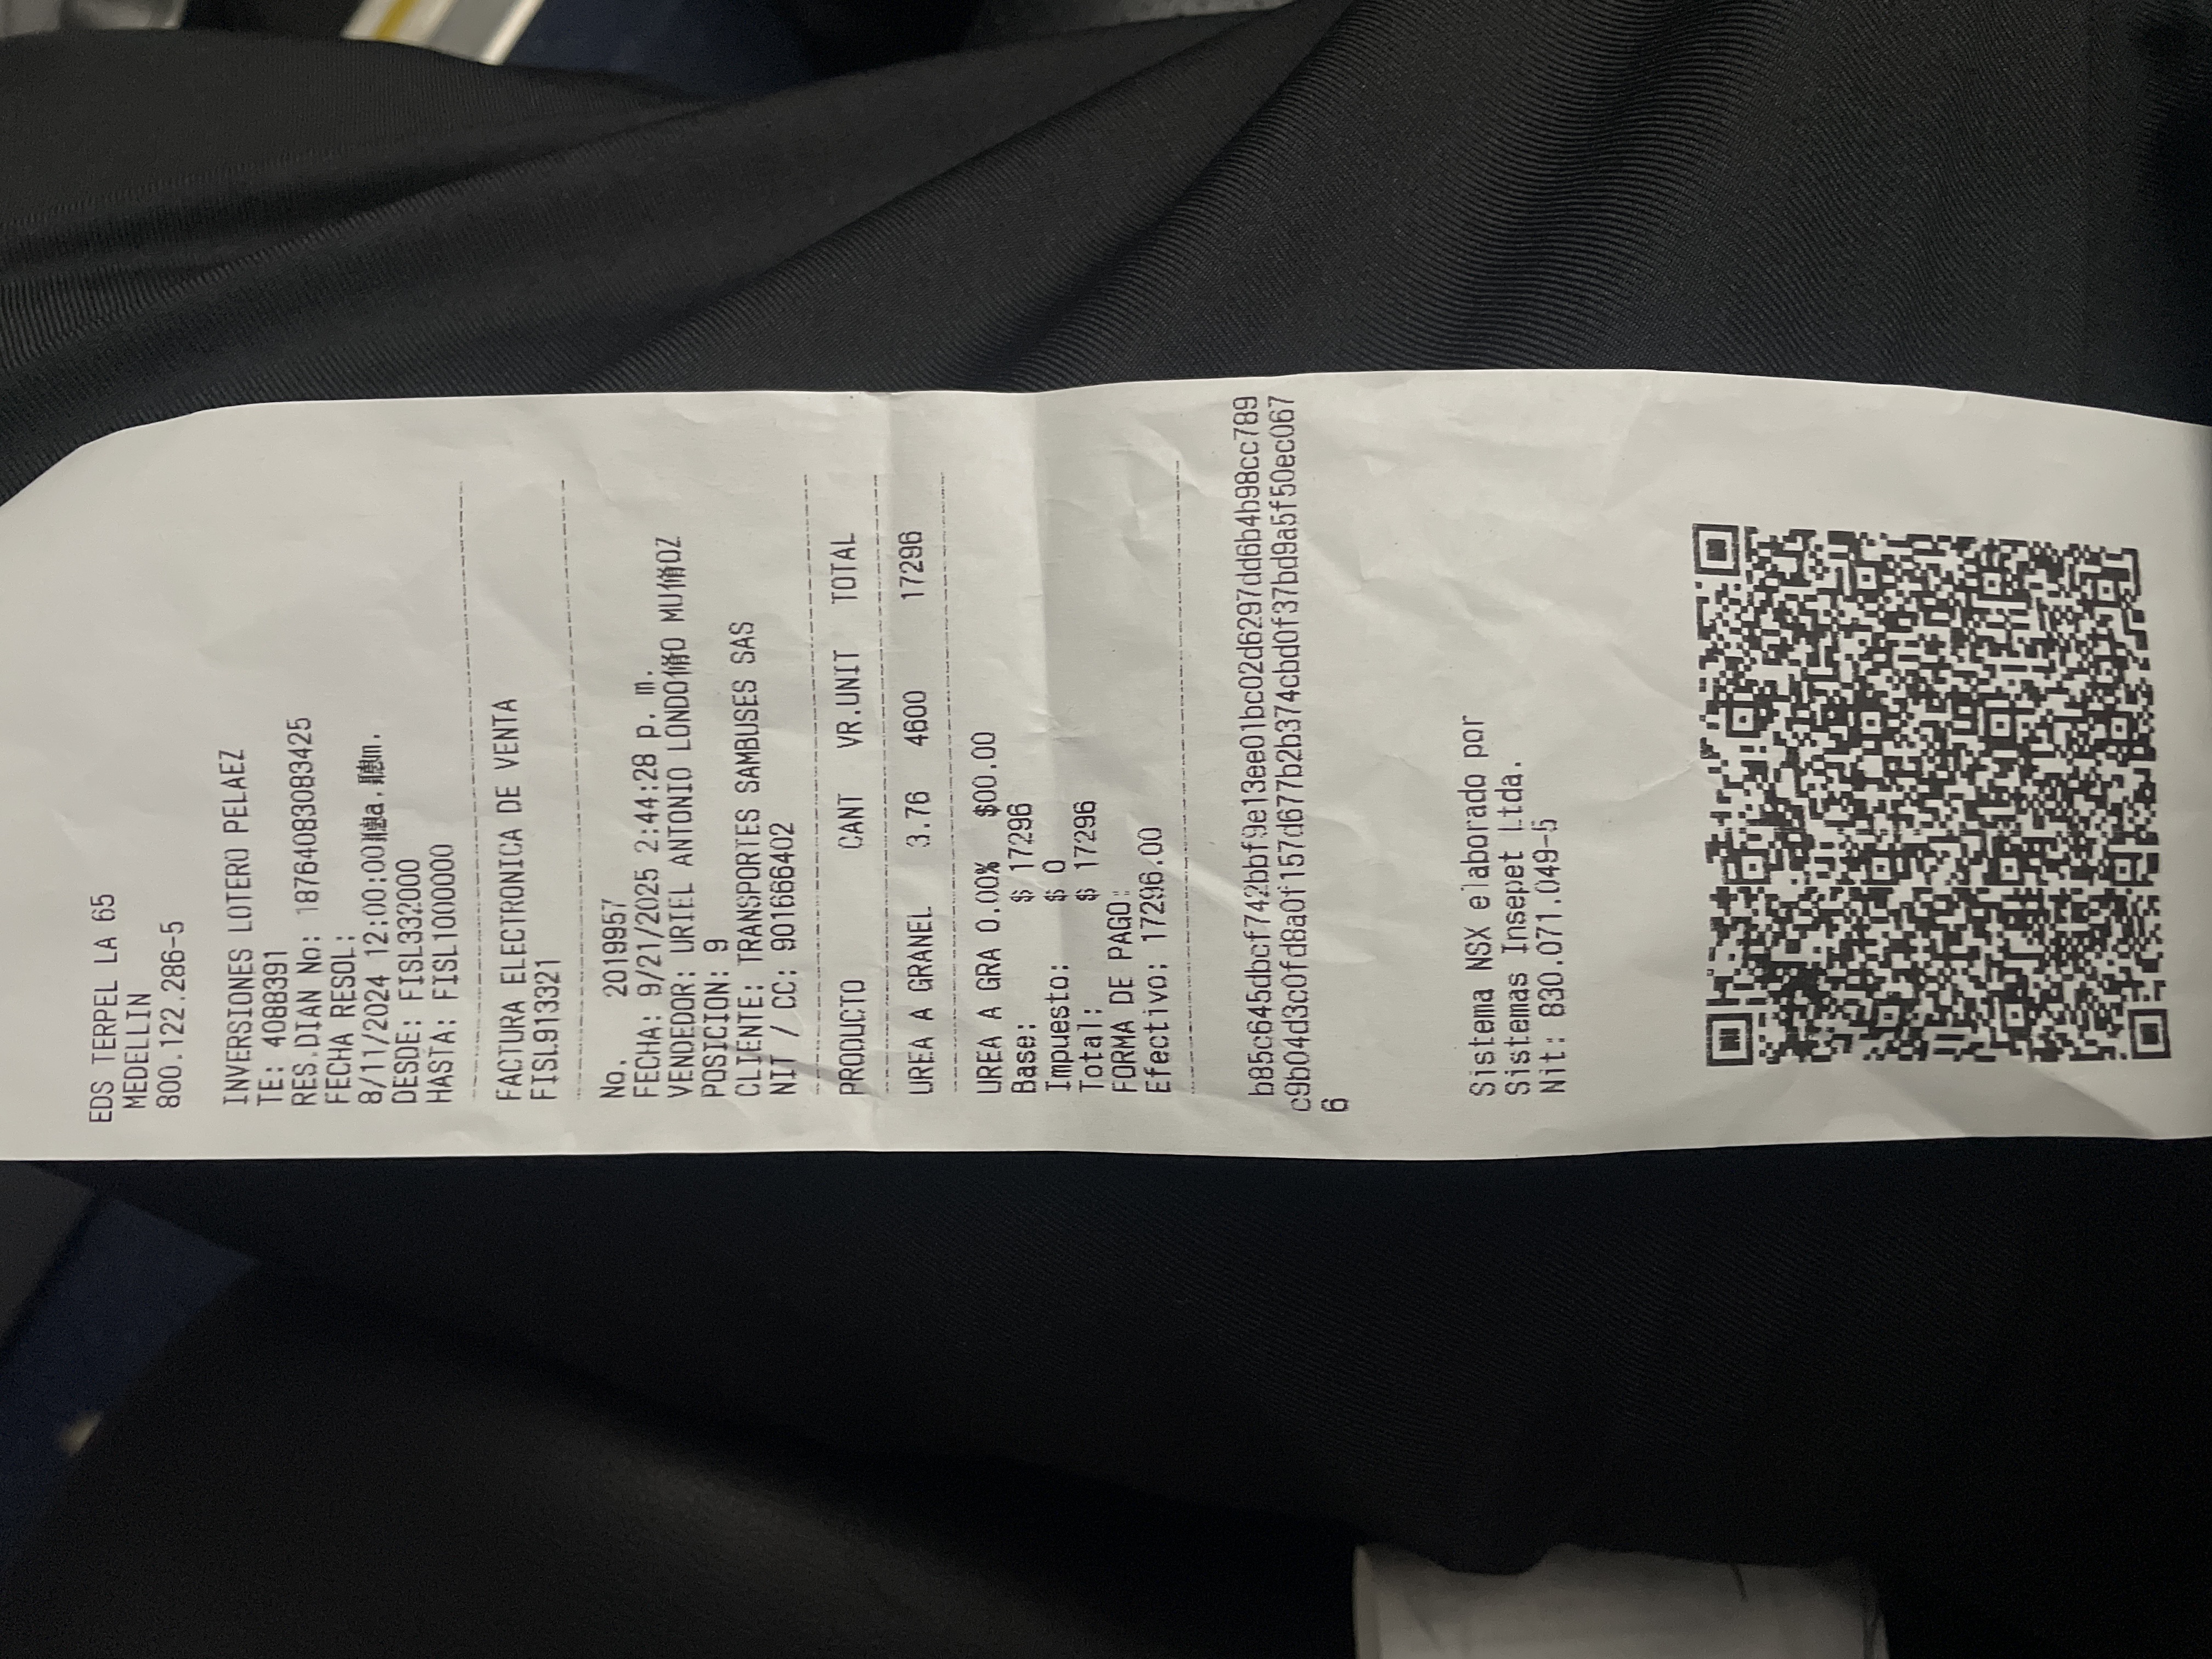 EDS TERPEL LA 65
MEDELLIN
800.122.286-5
INVERSIONES LOTERO PELAEZ
TE: 4088391
RES.DIAN No: 18764083083425
FECHA RESOL:
8/11/2024 12:00:00 a. m.
DESDE: FISL332000
HASTA: FISL1000000
FACTURA ELECTRONICA DE VENTA
FISL913321
No. 2019957
FECHA: 9/21/2025 2:44:28 p. m.
VENDEDOR: URIEL ANTONIO
POSICION: 9
CLIENTE: TRANSPORTES SAMBUSES SAS
NIT / CC: 901666402
PRODUCTO CANT VR.UNIT TOTAL
UREA A GRANEL 3.76 4600 17296
UREA A GRA 0.00% $00.00
Base: $ 17296
Impuesto: $ 0
Total: $ 17296
FORMA DE PAGO:
Efectivo: 17296.00
b85c645dbcf742bbf9e13ee01bc02d6297dd6b4b98cc789
c9b04d3c0fd8a0f157d677b2b374cbd0f37bd9a5f50ec067
6
Sistema NSX elaborado por
Sistemas Insepet Ltda.
Nit: 830.071.049-5